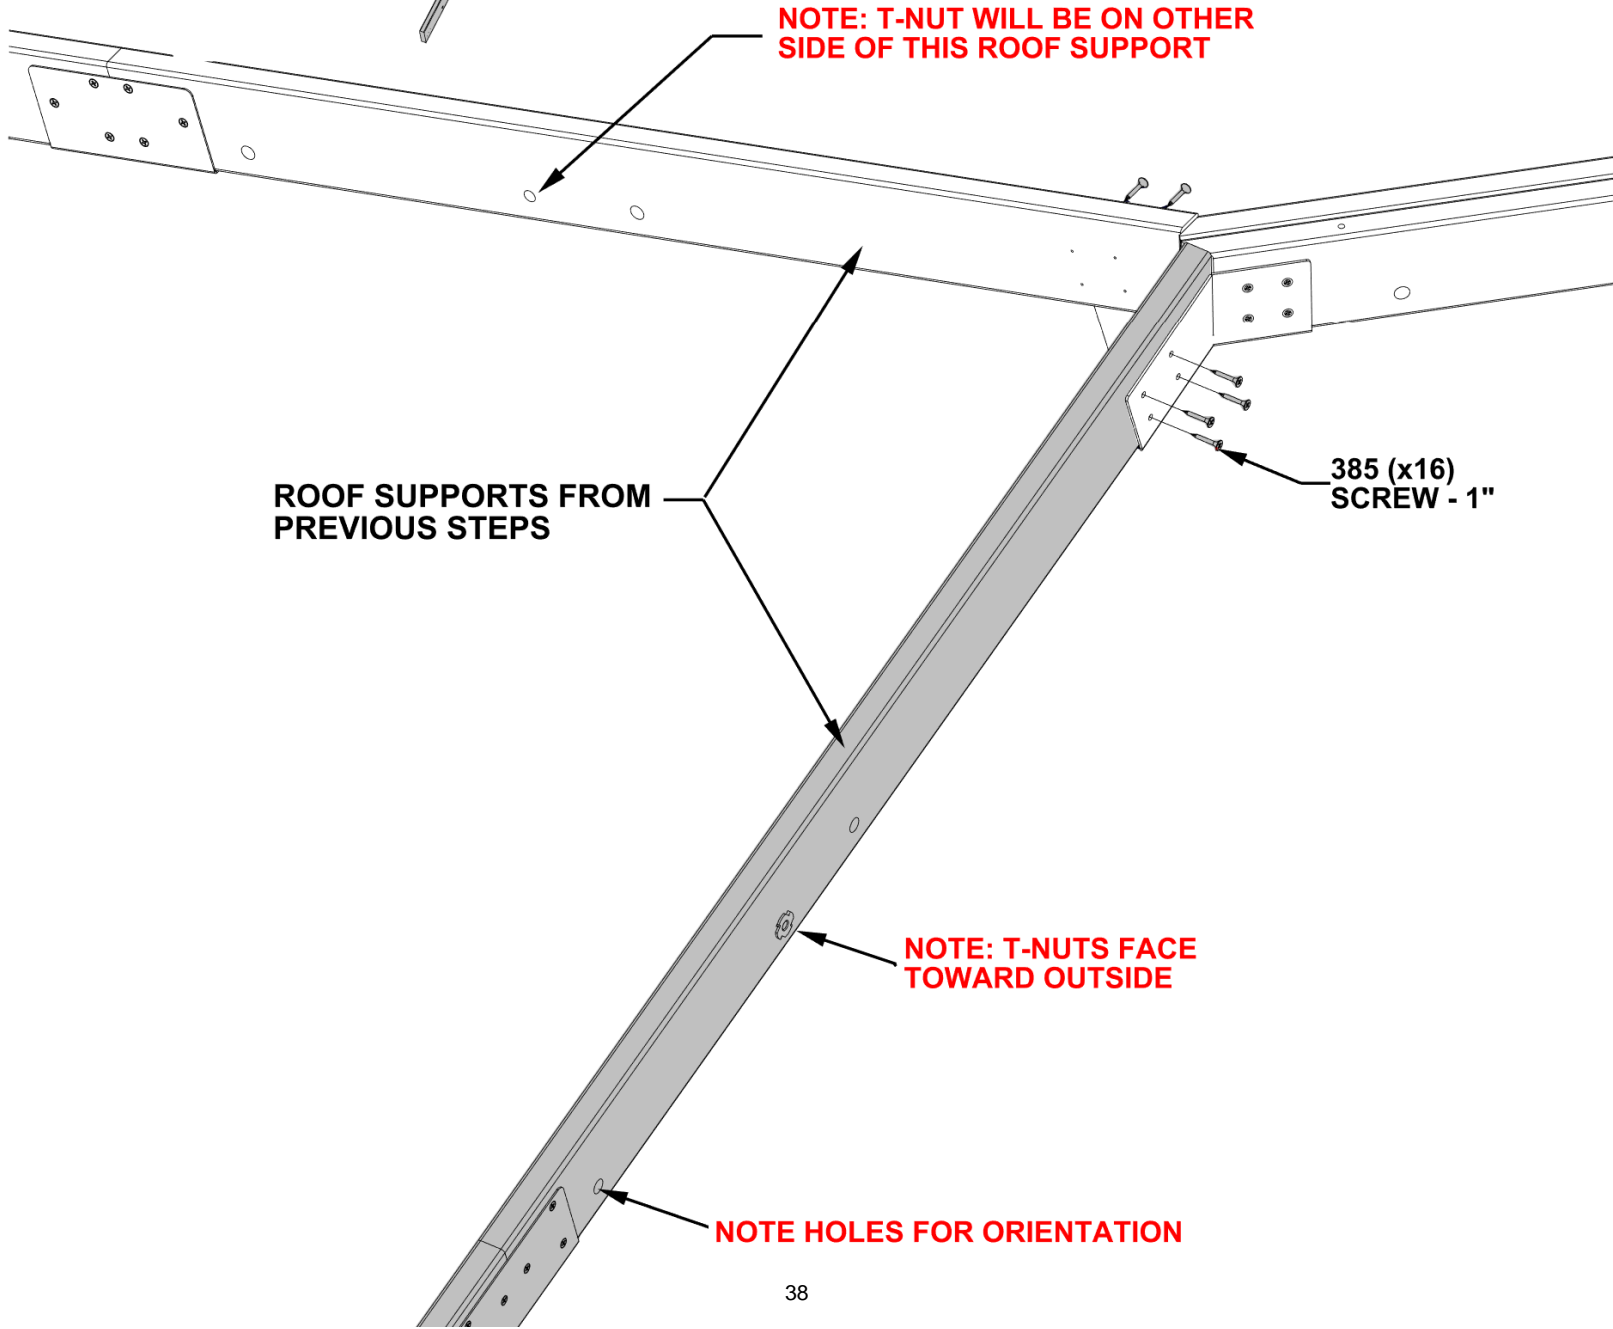 NOTE: T-NUT WILL BE ON OTHER
SIDE OF THIS ROOF SUPPORT
ROOF SUPPORTS FROM
PREVIOUS STEPS
385 (x16)
SCREW - 1"
NOTE: T-NUTS FACE
TOWARD OUTSIDE
NOTE HOLES FOR ORIENTATION
38